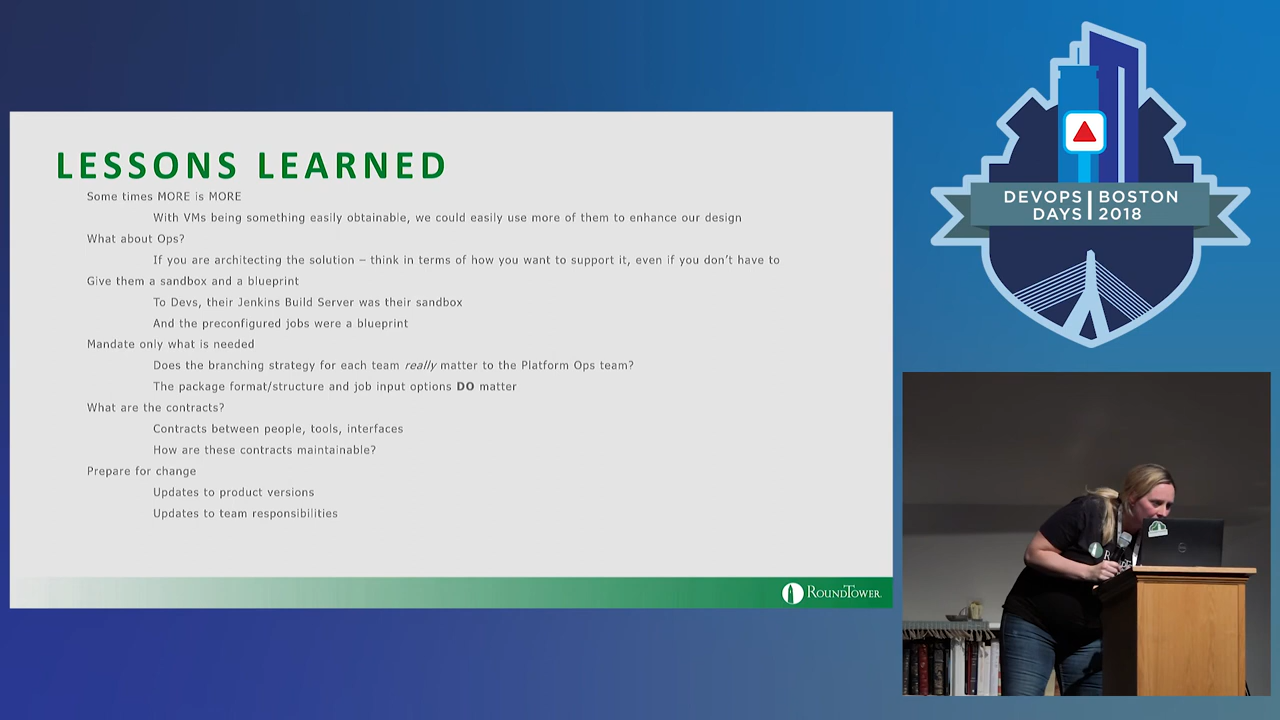 LESSONS LEARNED
Some times MORE is MORE
With VMs being something easily obtainable, we could easily use more of them to enhance our design
What about Ops?
If you are architecting the solution – think in terms of how you want to support it, even if you don't have to
Give them a sandbox and a blueprint
To Devs, their Jenkins Build Server was their sandbox
And the preconfigured jobs were a blueprint
Mandate only what is needed
Does the branching strategy for each team really matter to the Platform Ops team?
The package format/structure and job input options DO matter
What are the contracts?
Contracts between people, tools, interfaces
How are these contracts maintainable?
Prepare for change
Updates to product versions
Updates to team responsibilities
ROUNDTOWER
DEVOPS DAYS
BOSTON 2018